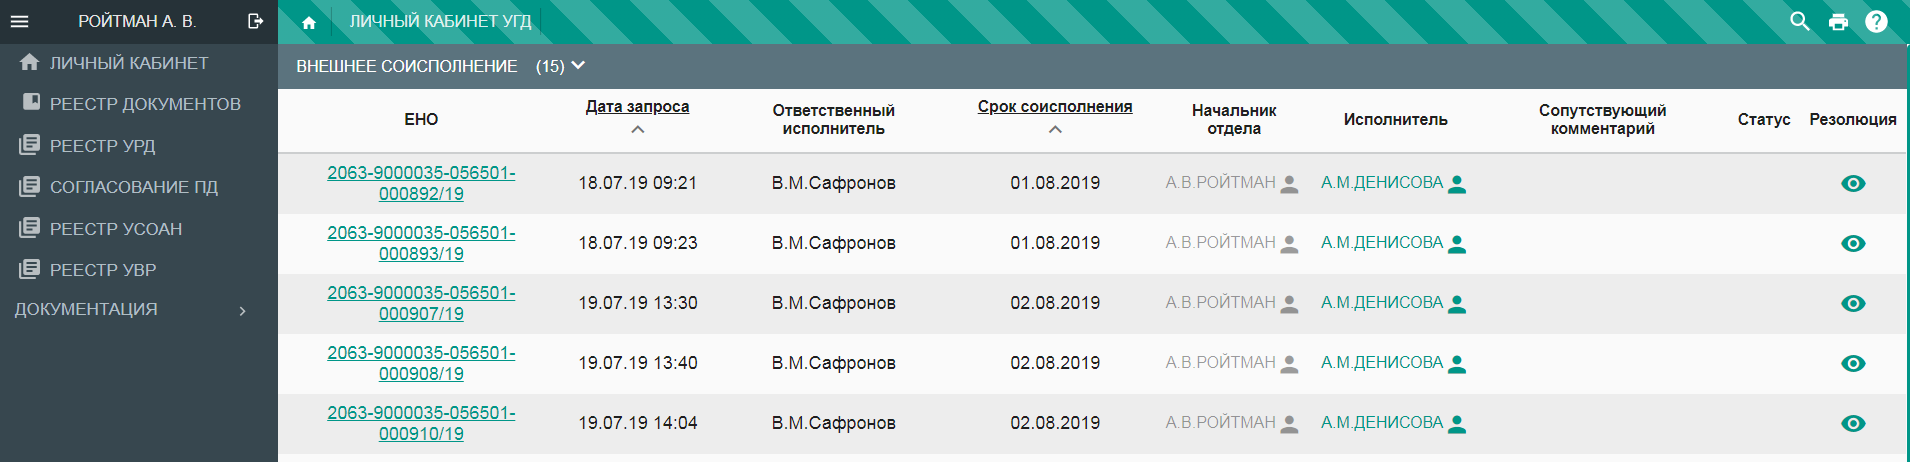 РОЙТМАН А. В.
ЛИЧНЫЙ КАБИНЕТ УГД
ЛИЧНЫЙ КАБИНЕТ
РЕЕСТР ДОКУМЕНТОВ
РЕЕСТР УРД
СОГЛАСОВАНИЕ ПД
РЕЕСТР УСОАН
РЕЕСТР УВР
ДОКУМЕНТАЦИЯ
ВНЕШНЕЕ СОИСПОЛНЕНИЕ (15)
ЕНО
Дата запроса
Ответственный
исполнитель
Срок соисполнения
Начальник
отдела
Исполнитель
Сопутствующий
комментарий
Статус
Резолюция
2063-9000035-056501-
000892/19
18.07.19 09:21
В.М.Сафронов
01.08.2019
А.В.РОЙТМАН
А.М.ДЕНИСОВА
2063-9000035-056501-
000893/19
18.07.19 09:23
В.М.Сафронов
01.08.2019
А.В.РОЙТМАН
А.М.ДЕНИСОВА
2063-9000035-056501-
000907/19
19.07.19 13:30
В.М.Сафронов
02.08.2019
А.В.РОЙТМАН
А.М.ДЕНИСОВА
2063-9000035-056501-
000908/19
19.07.19 13:40
В.М.Сафронов
02.08.2019
А.В.РОЙТМАН
А.М.ДЕНИСОВА
2063-9000035-056501-
000910/19
19.07.19 14:04
В.М.Сафронов
02.08.2019
А.В.РОЙТМАН
А.М.ДЕНИСОВА